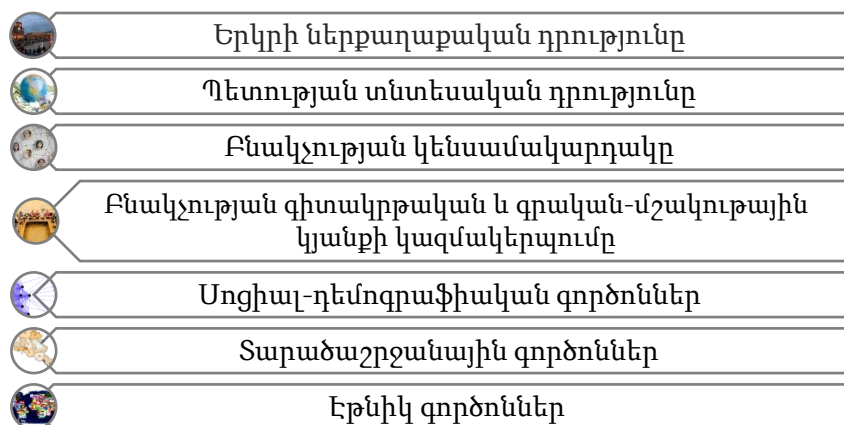 Երկրի ներքաղաքական դրությունը
Պետության տնտեսական դրությունը
Բնակչության կենսամակարդակը
Բնակչության գիտակրթական և գրական-մշակութային
կյանքի կազմակերպումը
Սոցիալ-դեմոգրաֆիական գործոններ
Տարածաշրջանային գործոններ
Էթնիկ գործոններ